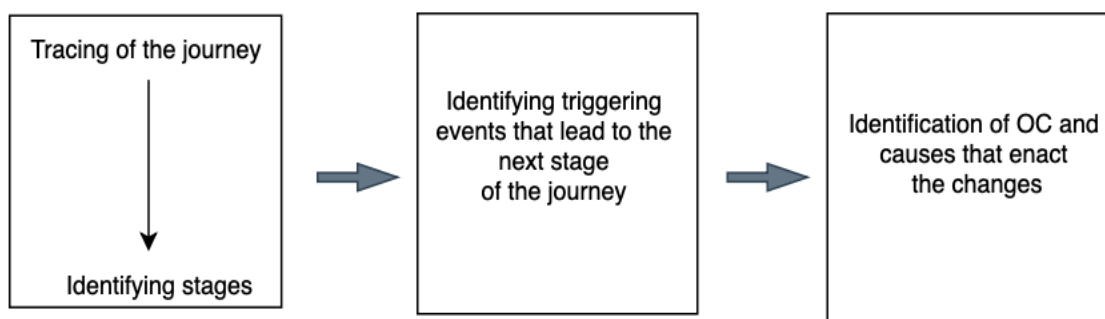 Tracing of the journey
Identifying stages
Identifying triggering
events that lead to the
next stage
of the journey
Identification of OC and
causes that enact
the changes